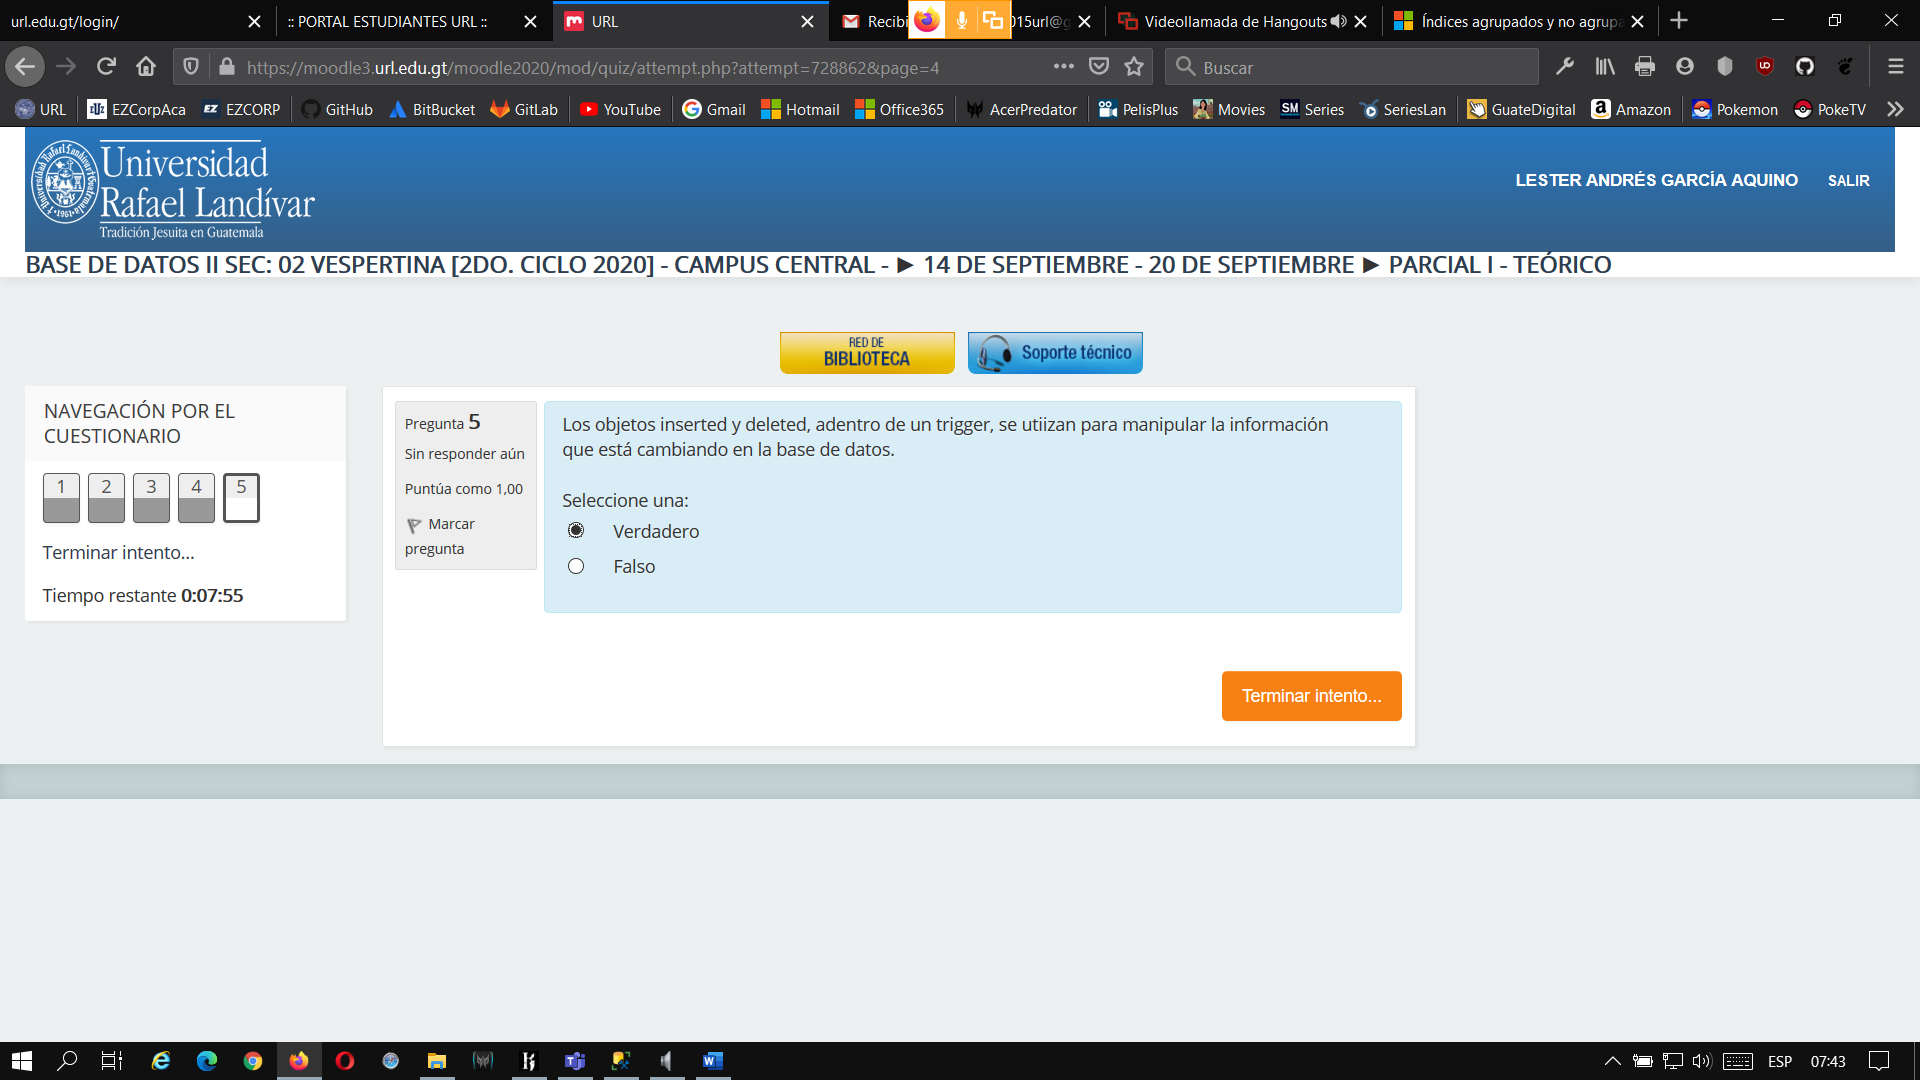 url.edu.gt/login/
:: PORTAL ESTUDIANTES URL ::
URL
Recibi
015url@g
Videollamada de Hangouts
Índices agrupados y no agrupa
https://moodle3.url.edu.gt/moodle2020/mod/quiz/attempt.php?attempt=728862&page=4
Buscar
URL
EZCorpAca
EZCORP
GitHub
BitBucket
GitLab
YouTube
Gmail
Hotmail
Office365
AcerPredator
PelisPlus
Movies
Series
SeriesLan
GuateDigital
Amazon
Pokemon
PokeTV
Universidad
Rafael Landívar
Tradición Jesuita en Guatemala
LESTER ANDRÉS GARCÍA AQUINO
SALIR
BASE DE DATOS II SEC: 02 VESPERTINA [2DO. CICLO 2020] - CAMPUS CENTRAL - ► 14 DE SEPTIEMBRE - 20 DE SEPTIEMBRE ► PARCIAL I - TEÓRICO
RED DE
BIBLIOTECA
Soporte técnico
NAVEGACIÓN POR EL
CUESTIONARIO
1 2 3 4 5
Terminar intento...
Tiempo restante 0:07:55
Pregunta 5
Sin responder aún
Puntúa como 1,00
Marcar
pregunta
Los objetos inserted y deleted, adentro de un trigger, se utiizan para manipular la información
que está cambiando en la base de datos.
Seleccione una:
Verdadero
Falso
Terminar intento...
ESP
07:43